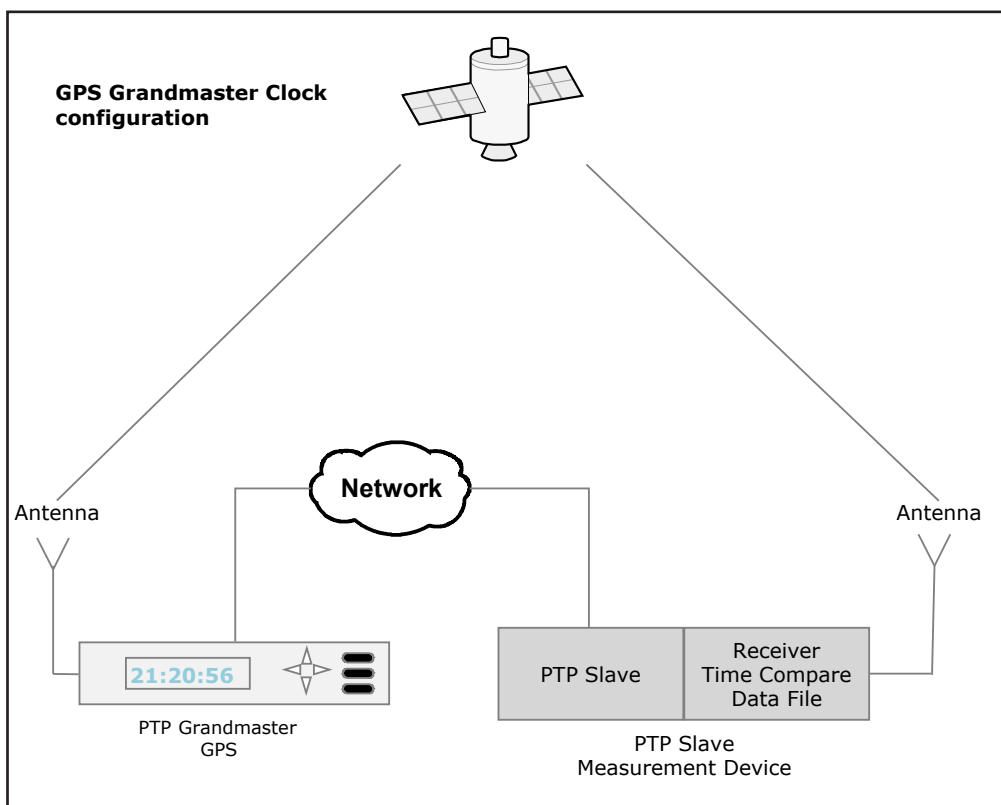 GPS Grandmaster Clock
configuration
Network
Antenna
Antenna
21:20:56
PTP Grandmaster
GPS
PTP Slave
Receiver
Time Compare
Data File
PTP Slave
Measurement Device